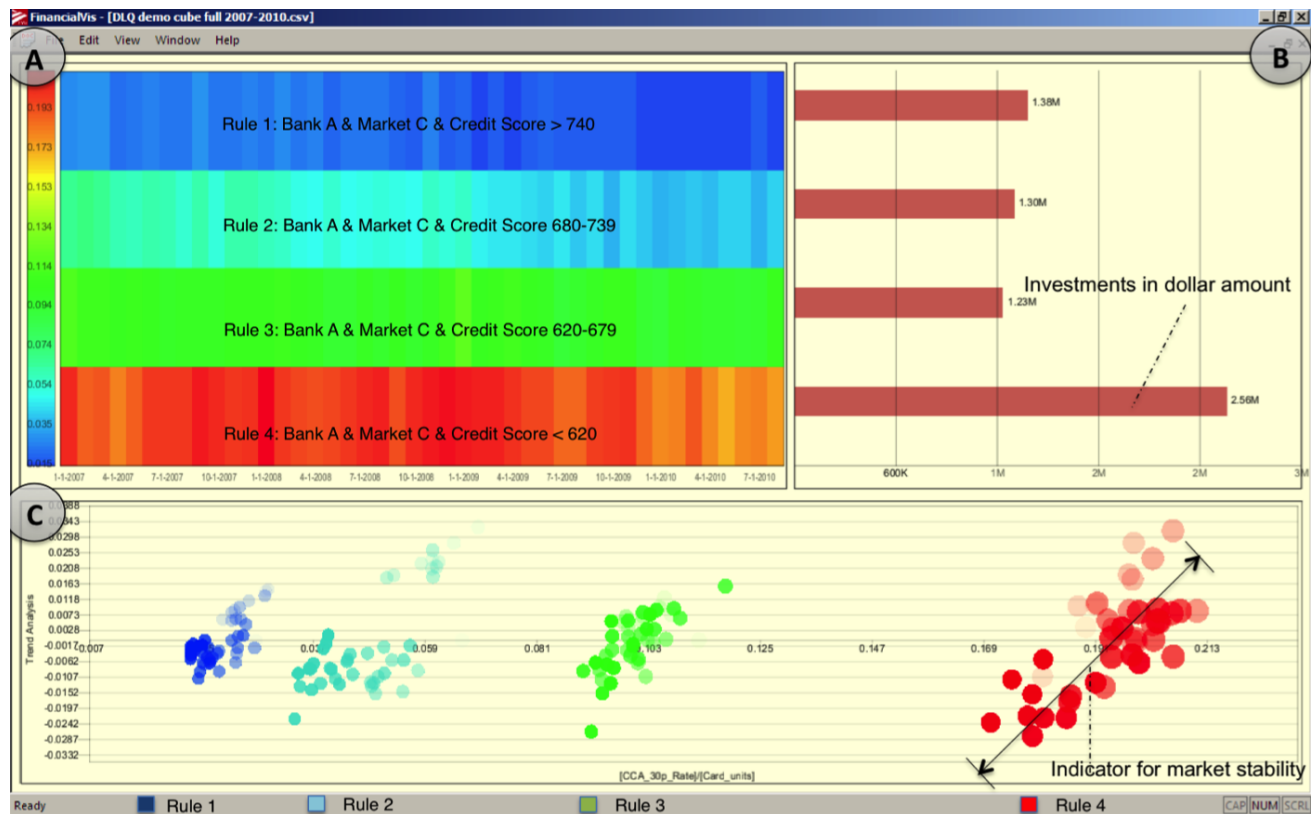 FinancialVis - [DLQ demo cube full 2007-2010.csv]
Edit View Window Help
A
B
0.193
0.173
0.153
0.134
0.114
0.094
0.074
0.054
0.035
0.015
Rule 1: Bank A & Market C & Credit Score > 740
Rule 2: Bank A & Market C & Credit Score 680-739
Rule 3: Bank A & Market C & Credit Score 620-679
Rule 4: Bank A & Market C & Credit Score < 620
1-1-2007 4-1-2007 7-1-2007 10-1-2007 1-1-2008 4-1-2008 7-1-2008 10-1-2008 1-1-2009 4-1-2009 7-1-2009 10-1-2009 1-1-2010 4-1-2010 7-1-2010
1.38M
1.30M
Investments in dollar amount
1.23M
2.56M
600K 1M 2M 2M 3M
C
0.0298
0.0253
0.0208
0.0163
0.0118
0.0073
0.0028
-0.0017
-0.0062
-0.0107
-0.0152
-0.0197
-0.0242
-0.0287
-0.0332
Trend Analysis
0.007 0.059 0.081 0.103 0.125 0.147 0.169 0.213
[CCA_30p_Rate]/[Card_units]
Indicator for market stability
Ready Rule 1 Rule 2 Rule 3 Rule 4 CAP NUM SCRL